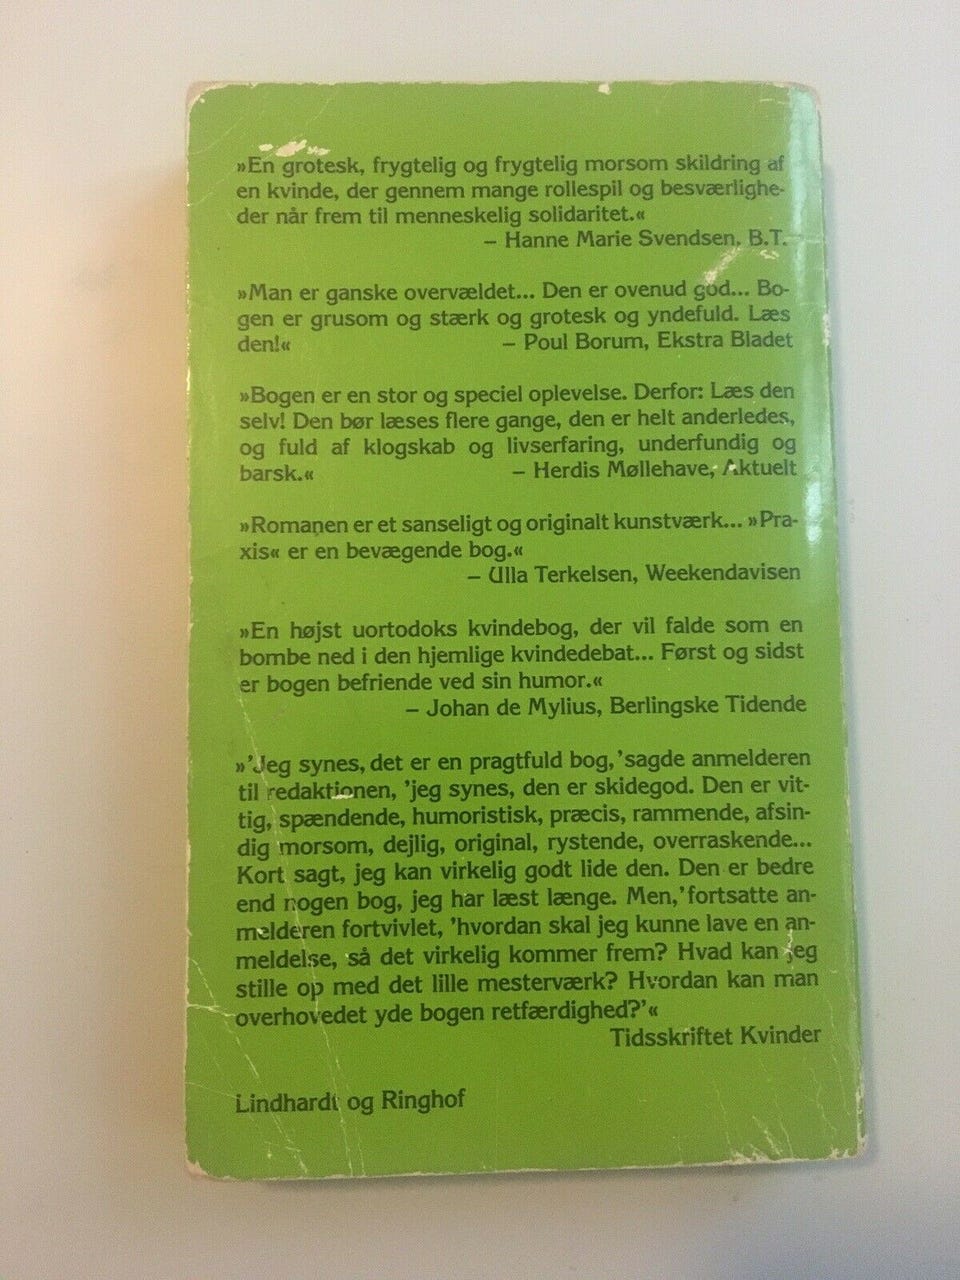 »En grotesk, frygtelig og frygtelig morsom skildring af
en kvinde, der gennem mange rollespil og besværlighe-
der når frem til menneskelig solidaritet.«
– Hanne Marie Svendsen, B.T.
»Man er ganske overvældet... Den er ovenud god... Bo-
gen er grusom og stærk og grotesk og yndefuld. Læs
den!« – Poul Borum, Ekstra Bladet
»Bogen er en stor og speciel oplevelse. Derfor: Læs den
selv! Den bør læses flere gange, den er helt anderledes,
og fuld af klogskab og livserfaring, underfundig og
barsk.« – Herdis Møllehave, Aktuelt
»Romanen er et sanseligt og originalt kunstværk... »Pra-
xis« er en bevægende bog.«
– Ulla Terkelsen, Weekendavisen
»En højst uortodoks kvindebog, der vil falde som en
bombe ned i den hjemlige kvindedebat... Først og sidst
er bogen befriende ved sin humor.«
– Johan de Mylius, Berlingske Tidende
»'Jeg synes, det er en pragtfuld bog,'sagde anmelderen
til redaktionen, 'jeg synes, den er skidegod. Den er vit-
tig, spændende, humoristisk, præcis, rammende, afsin-
dig morsom, dejlig, original, rystende, overraskende...
Kort sagt, jeg kan virkelig godt lide den. Den er bedre
end nogen bog, jeg har læst længe. Men,'fortsatte an-
melderen fortvivlet, 'hvordan skal jeg kunne lave en an-
meldelse, så det virkelig kommer frem? Hvad kan jeg
stille op med det lille mesterværk? Hvordan kan man
overhovedet yde bogen retfærdighed?'«
Tidsskriftet Kvinder
Lindhardt og Ringhof